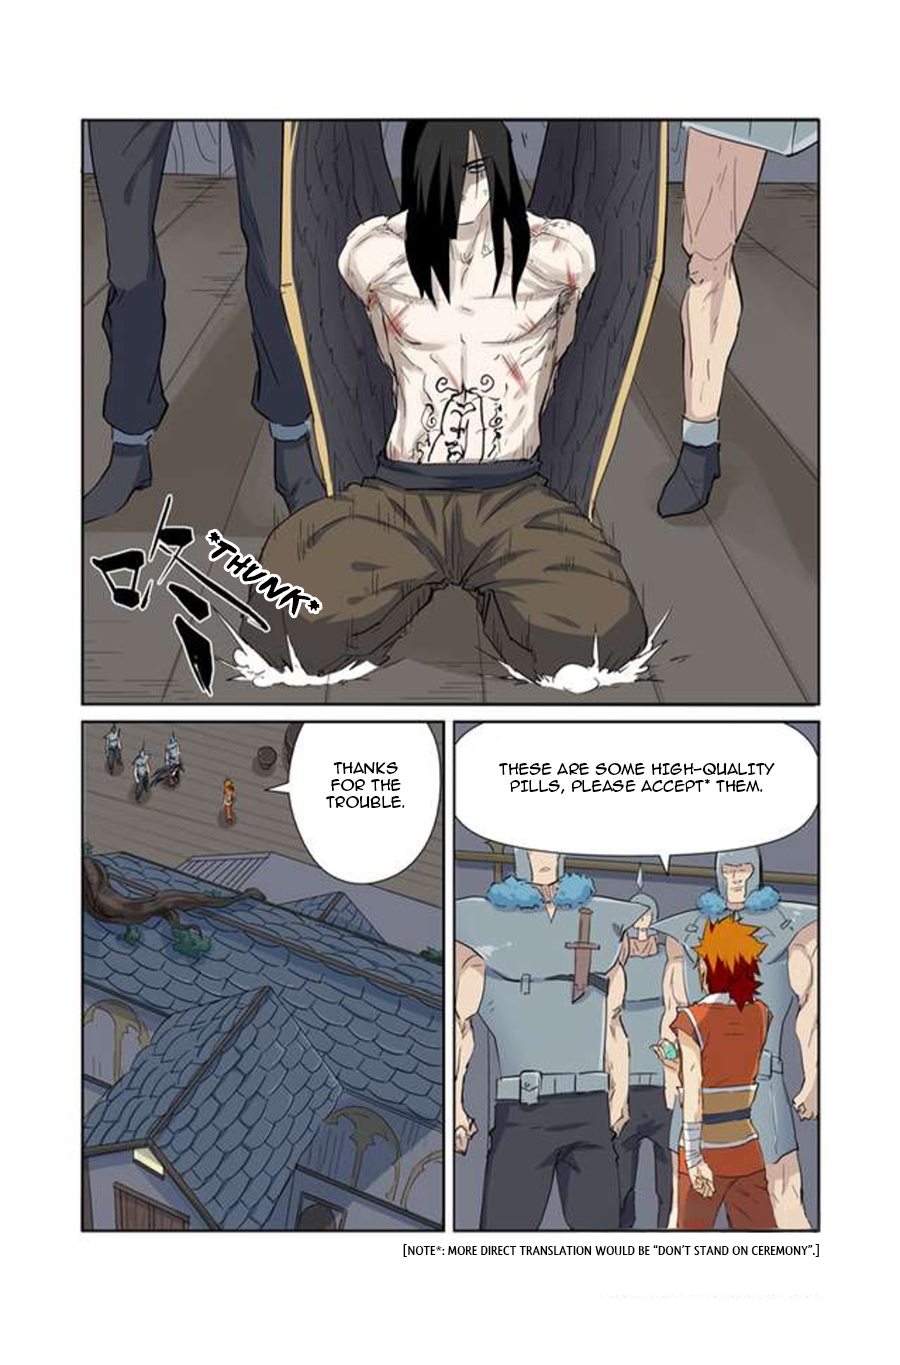 咚
*THUNK*
THANKS
FOR THE
TROUBLE.
THESE ARE SOME HIGH-QUALITY
PILLS, PLEASE ACCEPT* THEM.
[NOTE*: MORE DIRECT TRANSLATION WOULD BE “DON’T STAND ON CEREMONY”.]